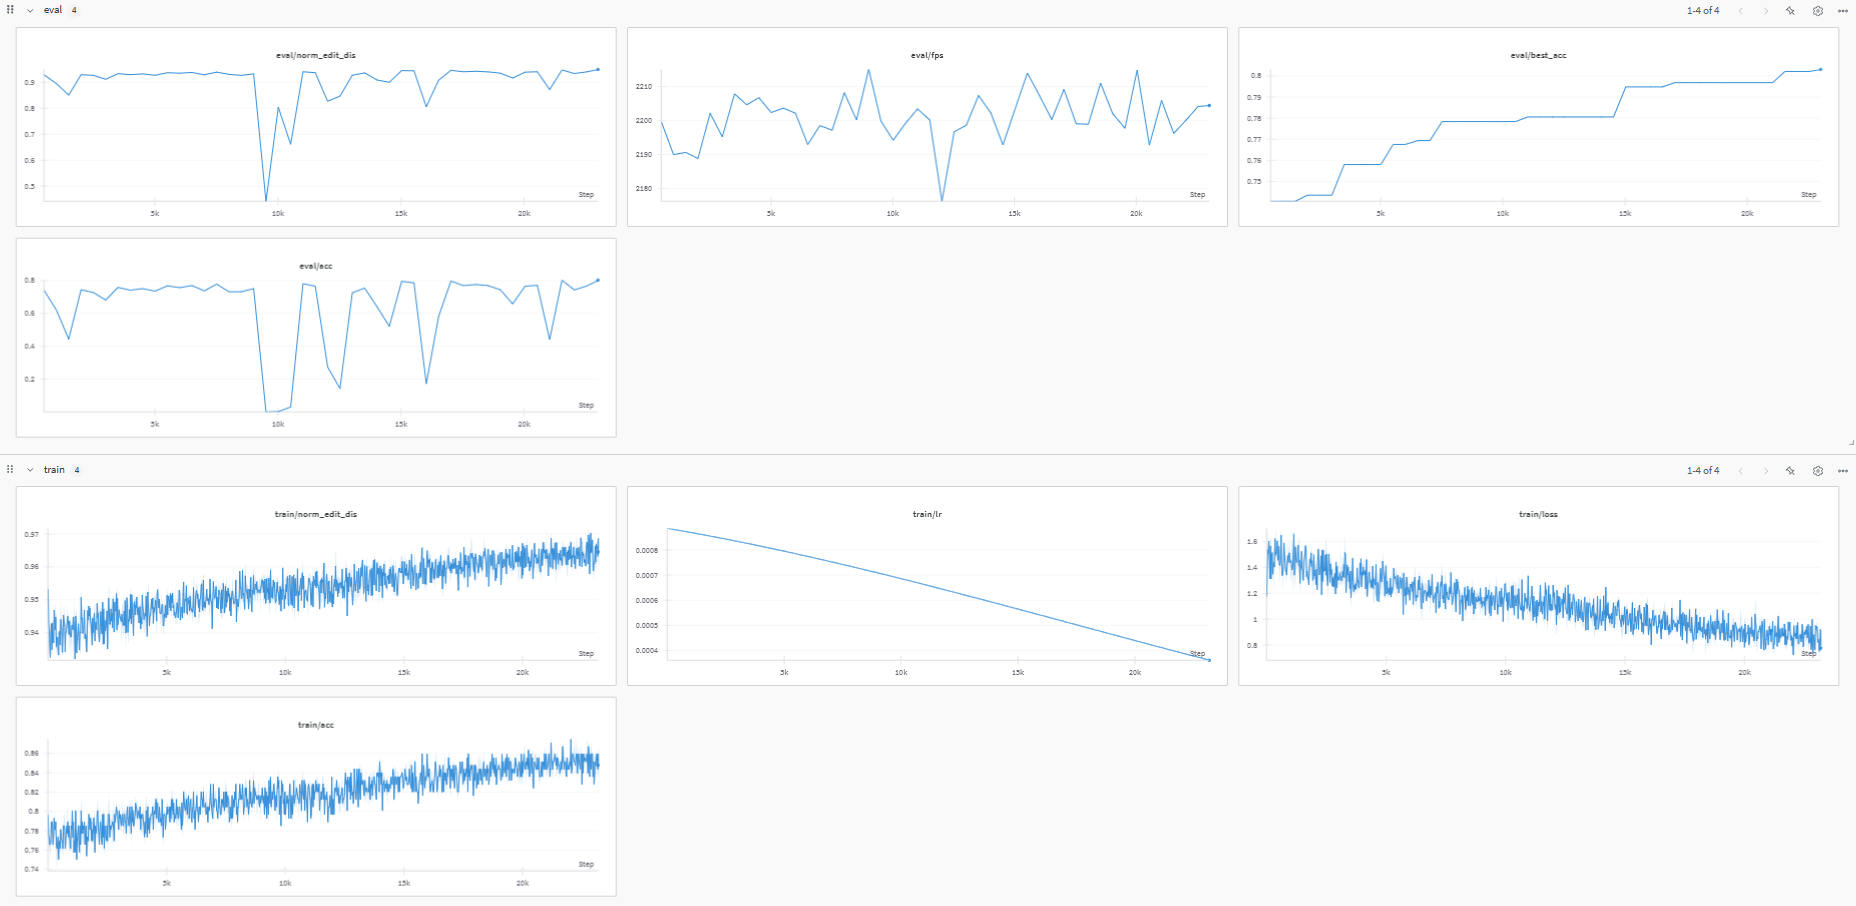 eval 4 1-4 of 4
eval/norm_edit_dis
0.9
0.8
0.7
0.6
0.5
Step
5k 10k 15k 20k
eval/fps
2210
2200
2190
2180
Step
5k 10k 15k 20k
eval/best_acc
0.8
0.79
0.78
0.77
0.76
0.75
Step
5k 10k 15k 20k
eval/acc
0.8
0.6
0.4
0.2
Step
5k 10k 15k 20k
train 4 1-4 of 4
train/norm_edit_dis
0.97
0.96
0.95
0.94
Step
5k 10k 15k 20k
train/lr
0.0008
0.0007
0.0006
0.0005
0.0004
Step
5k 10k 15k 20k
train/loss
1.6
1.4
1.2
1
0.8
Step
5k 10k 15k 20k
train/acc
0.86
0.84
0.82
0.8
0.78
0.76
0.74
Step
5k 10k 15k 20k